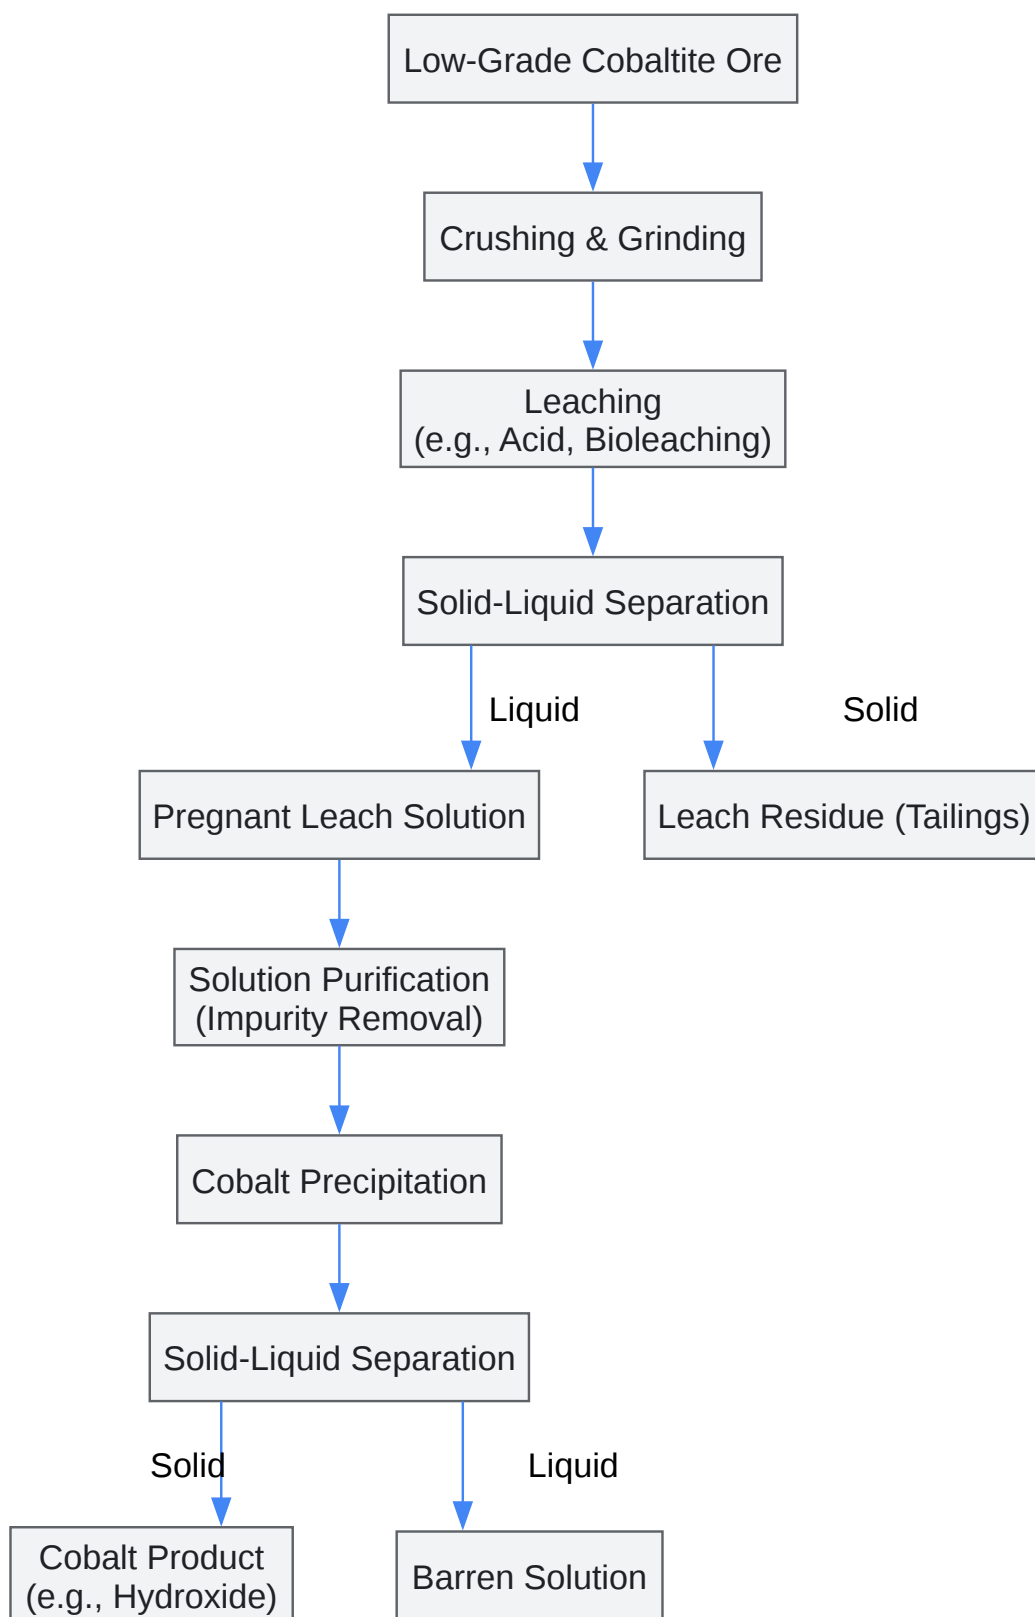 Low-Grade Cobaltite Ore
Crushing & Grinding
Leaching
(e.g., Acid, Bioleaching)
Solid-Liquid Separation
Liquid
Solid
Pregnant Leach Solution
Leach Residue (Tailings)
Solution Purification
(Impurity Removal)
Cobalt Precipitation
Solid-Liquid Separation
Solid
Liquid
Cobalt Product
(e.g., Hydroxide)
Barren Solution